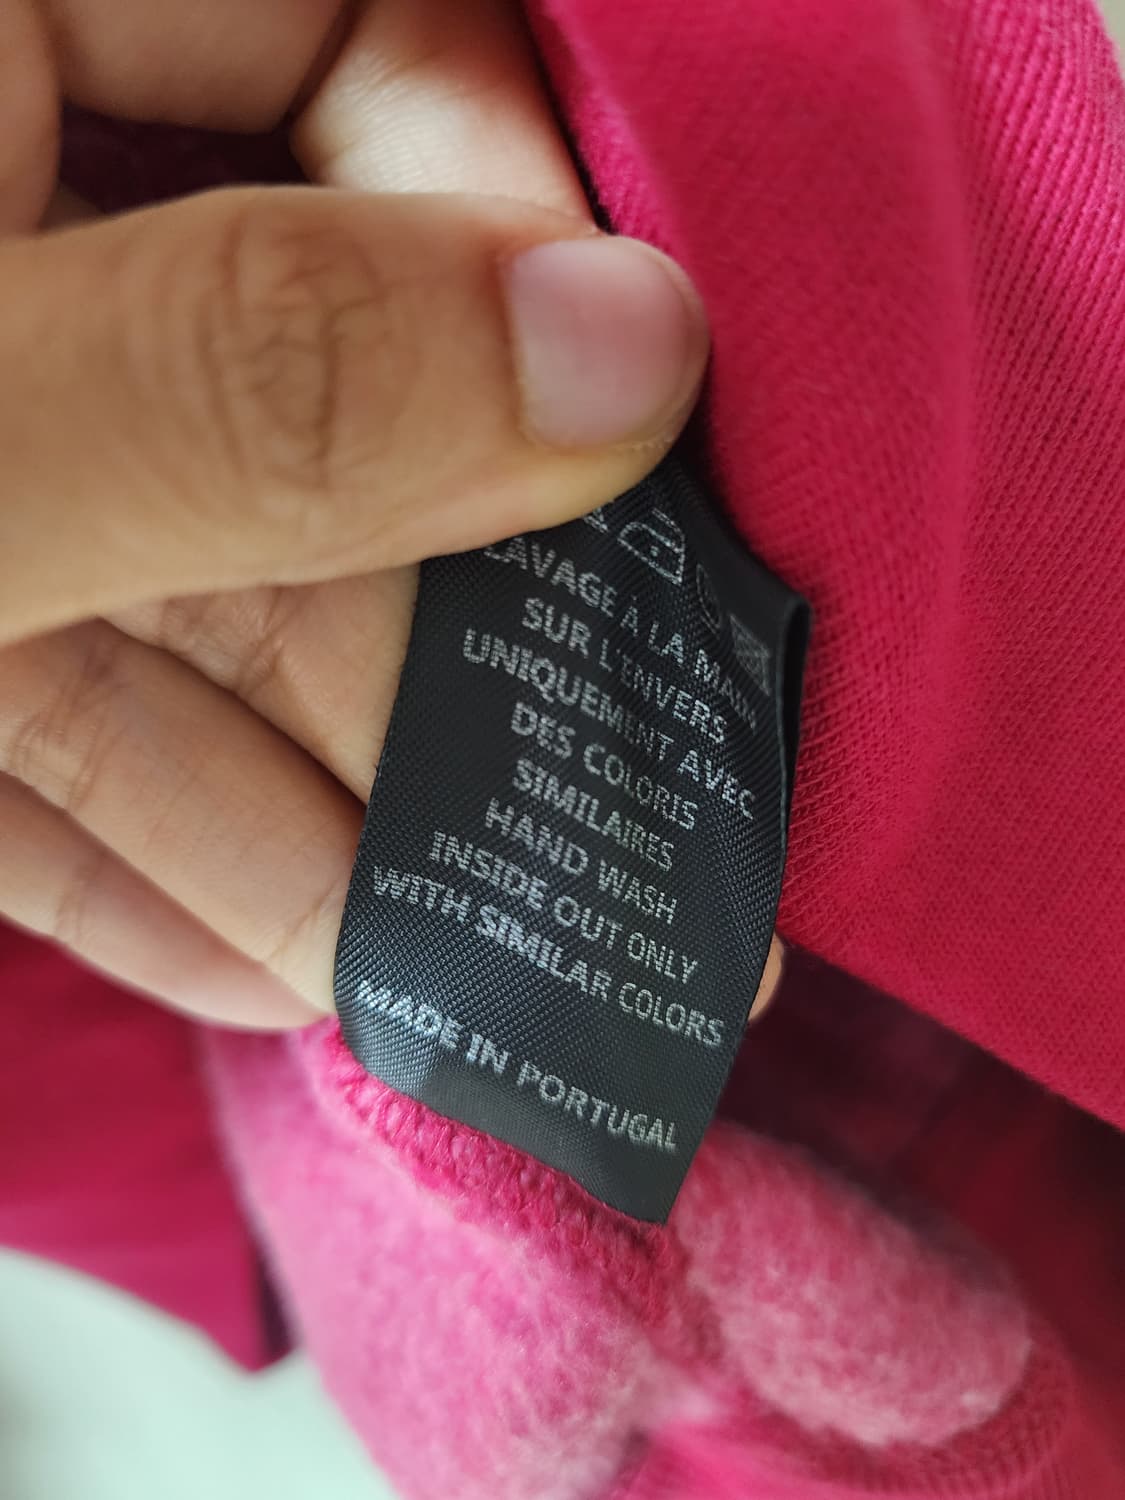 LAVAGE À LA MAIN
SUR L'ENVERS
UNIQUEMENT AVEC
DES COLORIS
SIMILAIRES
HAND WASH
INSIDE OUT ONLY
WITH SIMILAR COLORS
MADE IN PORTUGAL